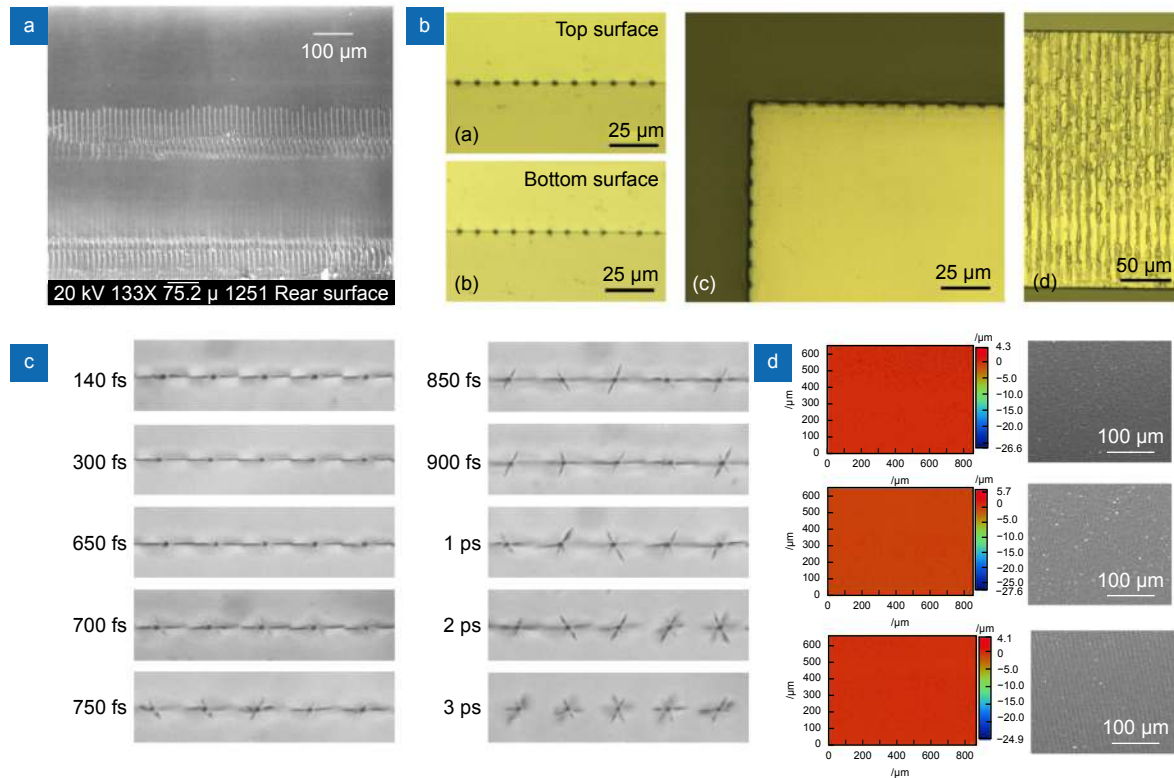 a
100 µm
20 kV 133X 75.2 µ 1251 Rear surface
b
Top surface
(a)
25 µm
Bottom surface
(b)
25 µm
(c)
25 µm
(d)
50 µm
c
140 fs
300 fs
650 fs
700 fs
750 fs
850 fs
900 fs
1 ps
2 ps
3 ps
d
/µm
600
500
400
300
200
100
0
0 200 400 600 800
/µm
/µm
4.3
0
−5.0
−10.0
−15.0
−20.0
−26.6
100 µm
/µm
600
500
400
300
200
100
0
0 200 400 600 800
/µm
/µm
5.7
0
−5.0
−10.0
−15.0
−20.0
−25.0
−27.6
100 µm
/µm
600
500
400
300
200
100
0
0 200 400 600 800
/µm
/µm
4.1
0
−5.0
−10.0
−15.0
−20.0
−24.9
100 µm